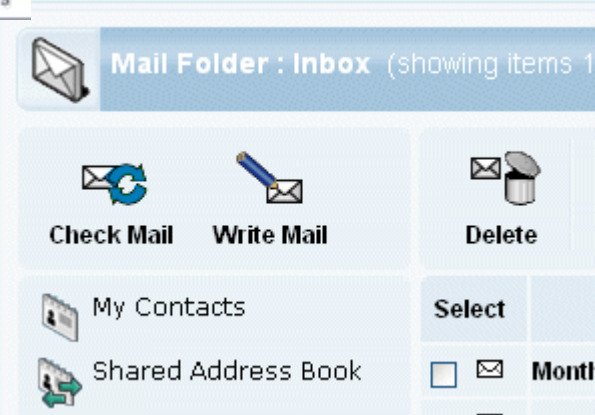 Mail Folder : Inbox (showing items 1
Check Mail Write Mail Delete
My Contacts
Select
Shared Address Book
Month